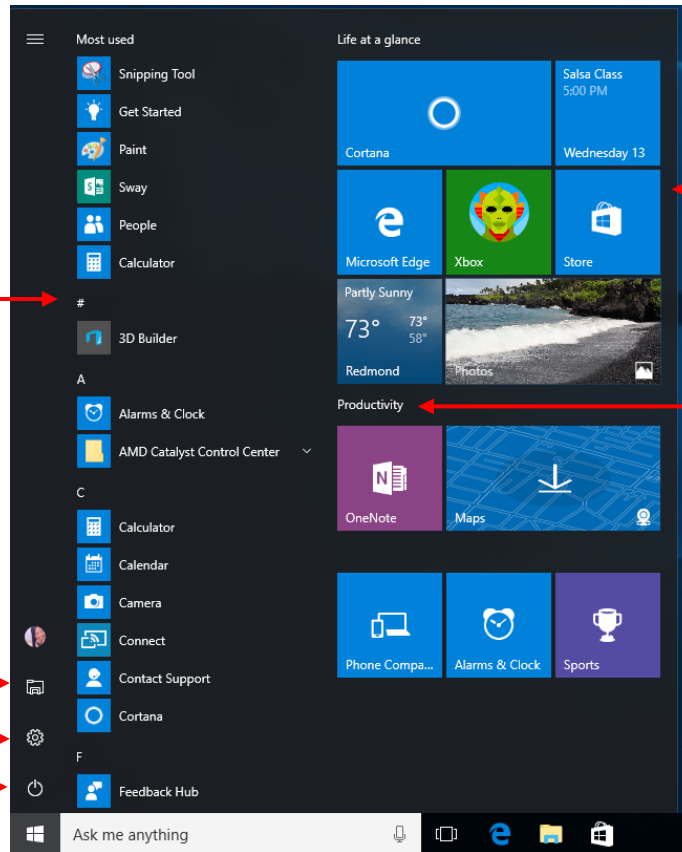 Most used
Snipping Tool
Get Started
Paint
Sway
People
Calculator
#
3D Builder
A
Alarms & Clock
AMD Catalyst Control Center
C
Calculator
Calendar
Camera
Connect
Contact Support
Cortana
F
Feedback Hub
Life at a glance
Cortana
Salsa Class
5:00 PM
Wednesday 13
Microsoft Edge
Xbox
Store
Partly Sunny
73° 73°
58°
Redmond
Photos
Productivity
OneNote
Maps
Phone Compa...
Alarms & Clock
Sports
Ask me anything